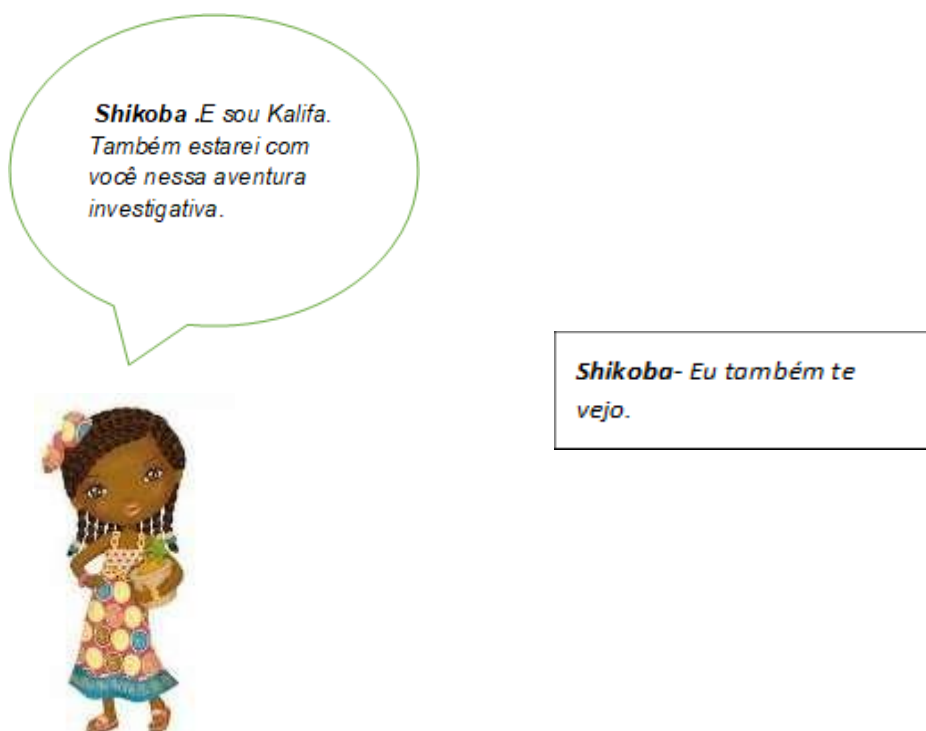 Shikoba .E sou Kalifa.
Também estarei com
você nessa aventura
investigativa.
Shikoba- Eu também te
vejo.